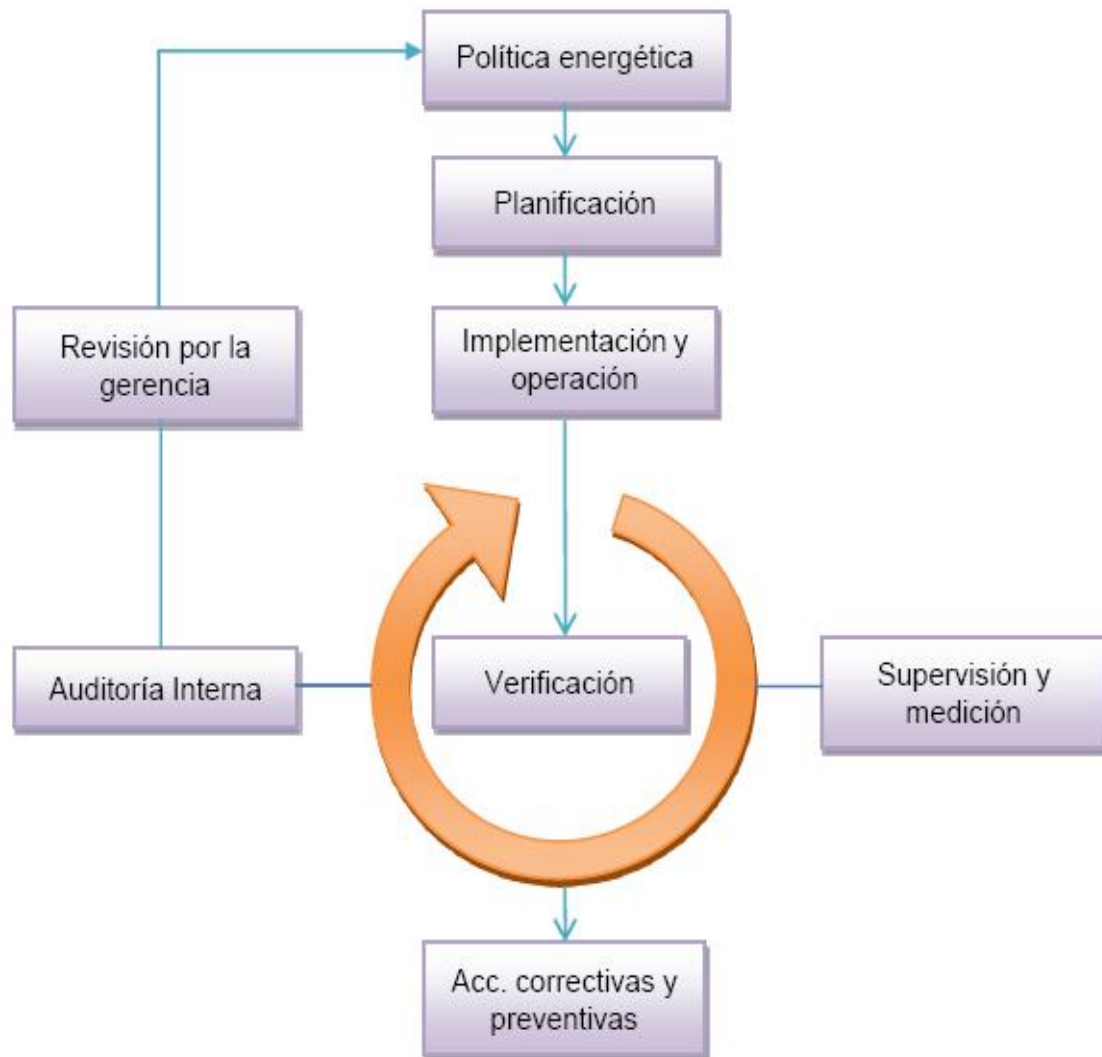 Política energética
Planificación
Implementación y
operación
Revisión por la
gerencia
Auditoría Interna
Verificación
Supervisión y
medición
Acc. correctivas y
preventivas